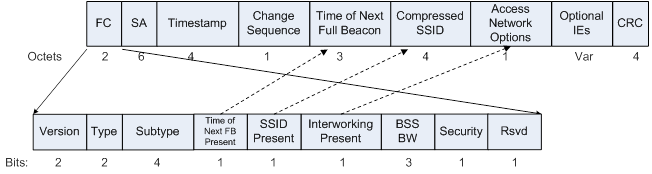 FC SA Timestamp Change Sequence Time of Next Full Beacon Compressed SSID Access Network Options Optional IEs CRC
Octets 2 6 4 1 3 4 1 Var 4
Version Type Subtype Time of Next FB Present SSID Present Interworking Present BSS BW Security Rsvd
Bits: 2 2 4 1 1 1 3 1 1